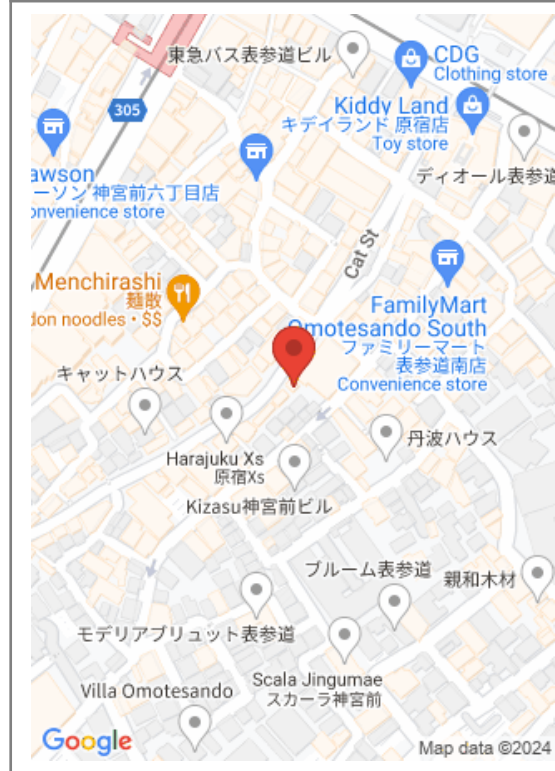 東急バス表参道ビル
CDG
Clothing store
305
Kiddy Land
キデイランド 原宿店
Toy store
awson
ーソン 神宮前六丁目店
onvenience store
ディオール表参道
Cat St
Menchirashi
麺散
don noodles • $$
FamilyMart
Omotesando South
ファミリーマート
表参道南店
Convenience store
キャットハウス
Harajuku Xs
原宿Xs
丹波ハウス
Kizasu神宮前ビル
ブルーム表参道
親和木材
モデリアブリュット表参道
Scala Jingumae
スカーラ神宮前
Villa Omotesando
Google
Map data ©2024